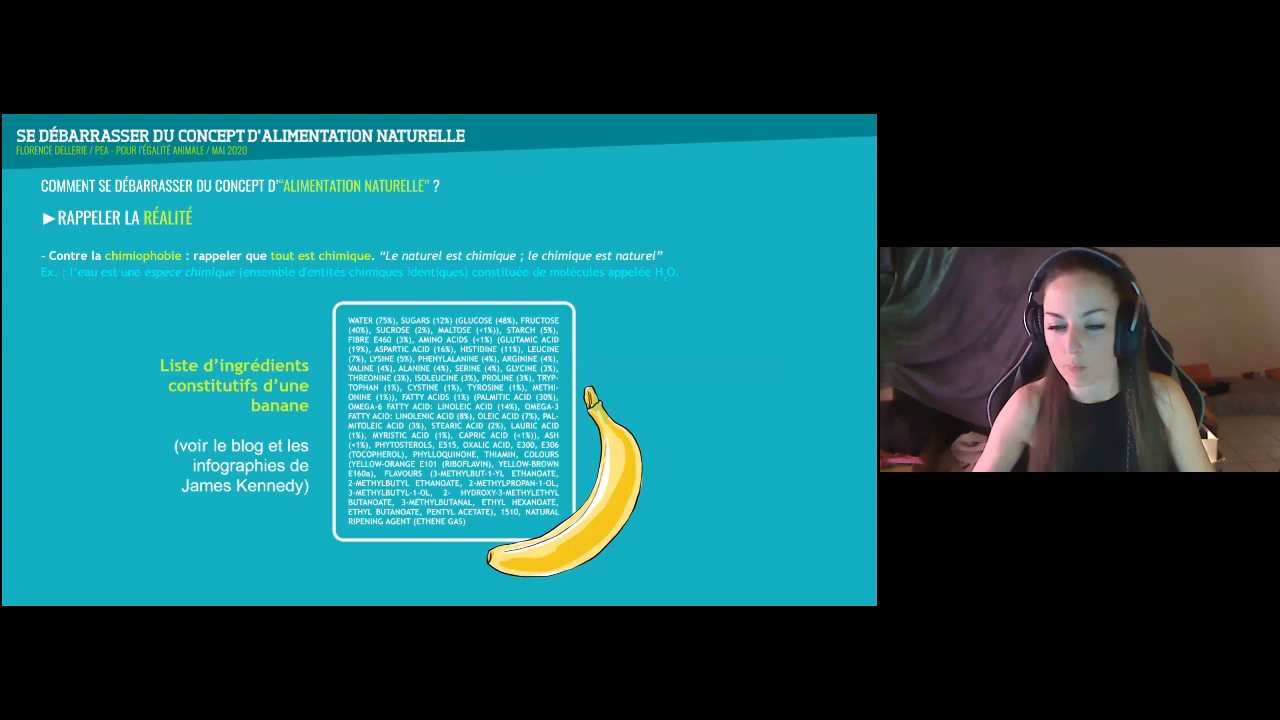 SE DÉBARRASSER DU CONCEPT D'ALIMENTATION NATURELLE
FLORENCE DELLERIE / PEA - POUR l'ÉGALITÉ ANIMALE / MAI 2020
COMMENT SE DÉBARRASSER DU CONCEPT D'"ALIMENTATION NATURELLE" ?
►RAPPELER LA RÉALITÉ
- Contre la chimiophobie : rappeler que tout est chimique. "Le naturel est chimique ; le chimique est naturel"
Ex. : l'eau est une espece chimique (ensemble d'entités chimiques identiques) constituée de molécules appelée H₂O.
Liste d'ingrédients
constitutifs d'une
banane
(voir le blog et les
infographies de
James Kennedy)
WATER (75%), SUGARS (12%) (GLUCOSE (48%), FRUCTOSE
(40%), SUCROSE (2%), MALTOSE (<1%)), STARCH (5%),
FIBRE E460 (3%), AMINO ACIDS (<1%) (GLUTAMIC ACID
(19%), ASPARTIC ACID (16%), HISTIDINE (11%), LEUCINE
(7%), LYSINE (5%), PHENYLALANINE (4%), ARGININE (4%),
VALINE (4%), ALANINE (4%), SERINE (4%), GLYCINE (3%),
THREONINE (3%), ISOLEUCINE (3%), PROLINE (3%), TRYP-
TOPHAN (1%), CYSTINE (1%), TYROSINE (1%), METHI-
ONINE (1%)), FATTY ACIDS (1%) (PALMITIC ACID (30%),
OMEGA-6 FATTY ACID: LINOLEIC ACID (14%), OMEGA-3
FATTY ACID: LINOLENIC ACID (8%), OLEIC ACID (7%), PAL-
MITOLEIC ACID (3%), STEARIC ACID (2%), LAURIC ACID
(1%), MYRISTIC ACID (1%), CAPRIC ACID (<1%)), ASH
(<1%), PHYTOSTEROLS, E515, OXALIC ACID, E300, E306
(TOCOPHEROL), PHYLLOQUINONE, THIAMIN, COLOURS
(YELLOW-ORANGE E101 (RIBOFLAVIN), YELLOW-BROWN
E160a), FLAVOURS (3-METHYLBUT-1-YL ETHANOATE,
2-METHYLBUTYL ETHANOATE, 2-METHYLPROPAN-1-OL,
3-METHYLBUTYL-1-OL, 2- HYDROXY-3-METHYLETHYL
BUTANOATE, 3-METHYLBUTANAL, ETHYL HEXANOATE,
ETHYL BUTANOATE, PENTYL ACETATE), 1510, NATURAL
RIPENING AGENT (ETHENE GAS)